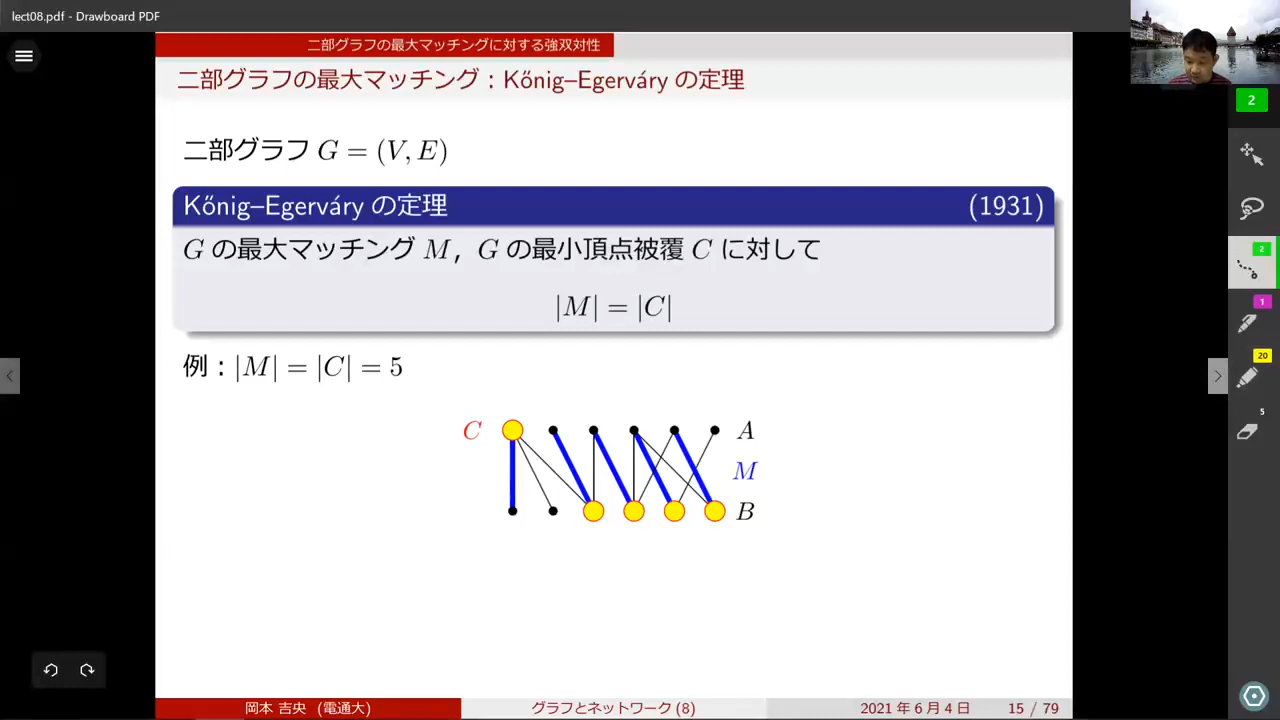 lect08.pdf - Drawboard PDF
二部グラフの最大マッチングに対する強双対性
二部グラフの最大マッチング：Kőnig–Egerváry の定理
2
二部グラフ G = (V, E)
Kőnig–Egerváry の定理 (1931)
G の最大マッチング M，G の最小頂点被覆 C に対して
2
|M| = |C|
1
例：|M| = |C| = 5
20
5
C
A
M
B
岡本 吉央 (電通大) グラフとネットワーク (8) 2021 年 6 月 4 日 15 / 79